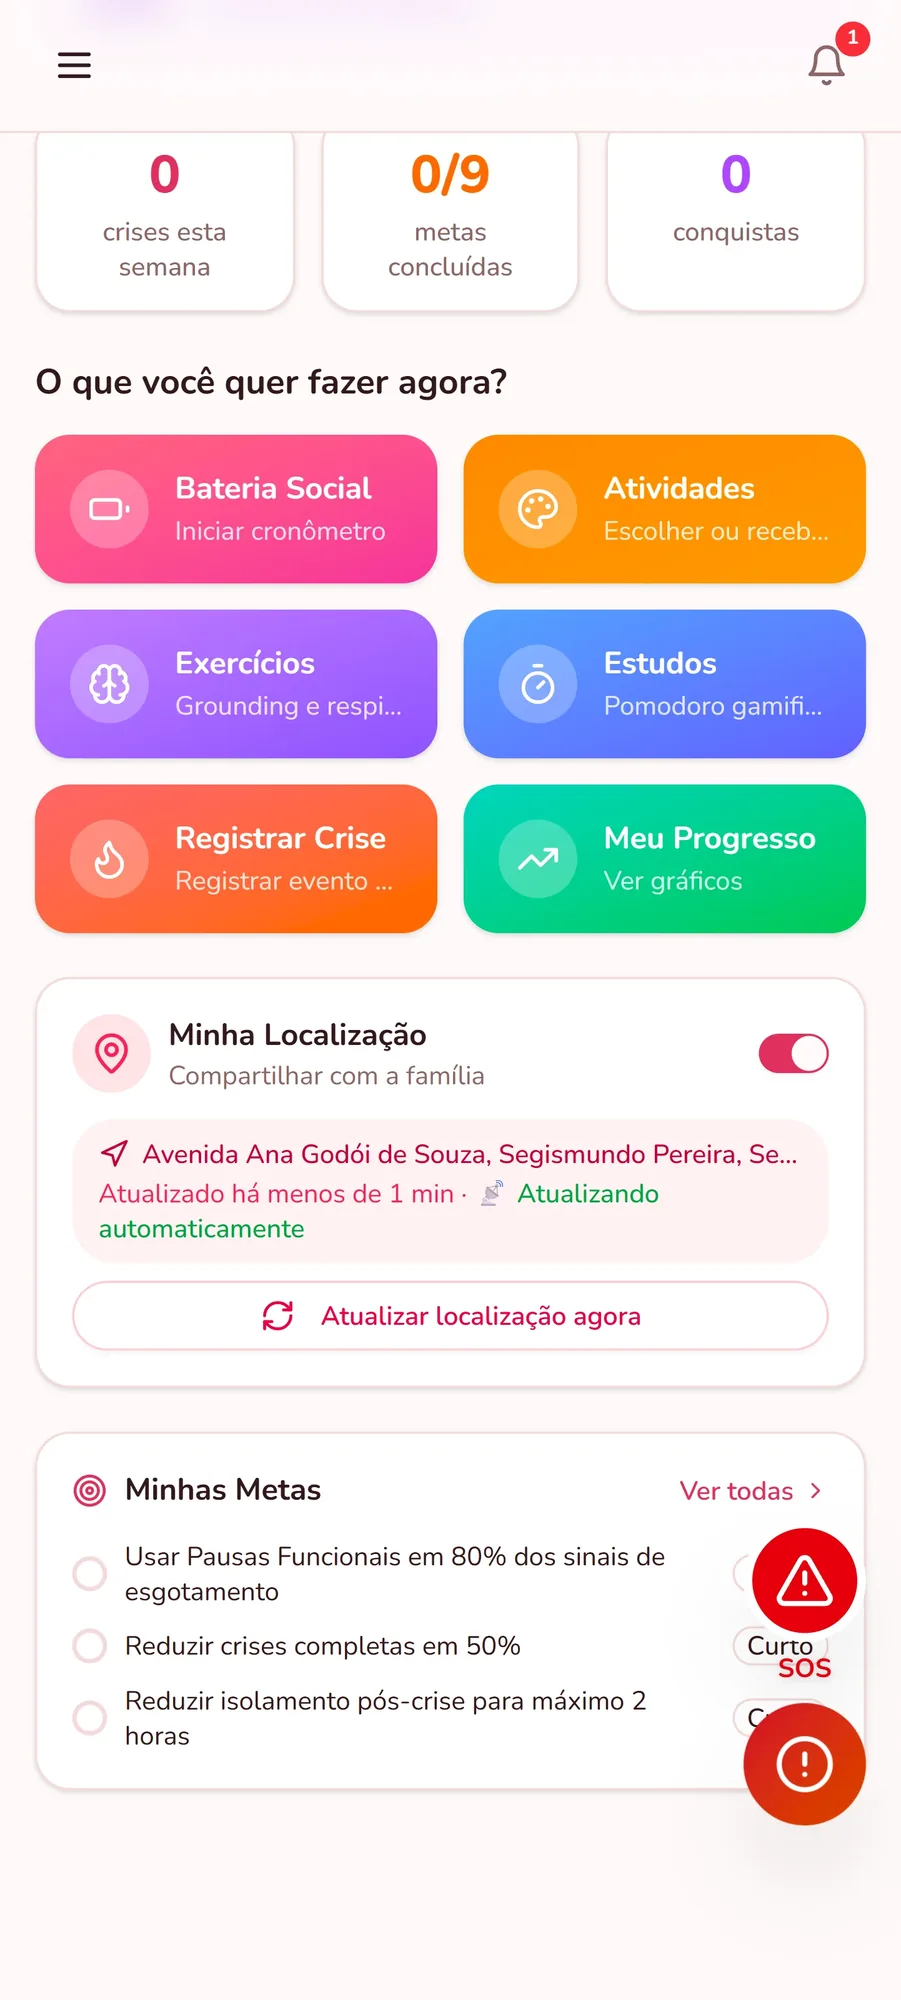 1
0
crises esta
semana
0/9
metas
concluídas
0
conquistas
O que você quer fazer agora?
Bateria Social
Iniciar cronômetro
Atividades
Escolher ou receb...
Exercícios
Grounding e respi...
Estudos
Pomodoro gamifi...
Registrar Crise
Registrar evento ...
Meu Progresso
Ver gráficos
Minha Localização
Compartilhar com a família
Avenida Ana Godói de Souza, Segismundo Pereira, Se...
Atualizado há menos de 1 min · 📡 Atualizando
automaticamente
Atualizar localização agora
Minhas Metas
Ver todas
Usar Pausas Funcionais em 80% dos sinais de
esgotamento
Reduzir crises completas em 50%
Curto
SOS
Reduzir isolamento pós-crise para máximo 2
horas